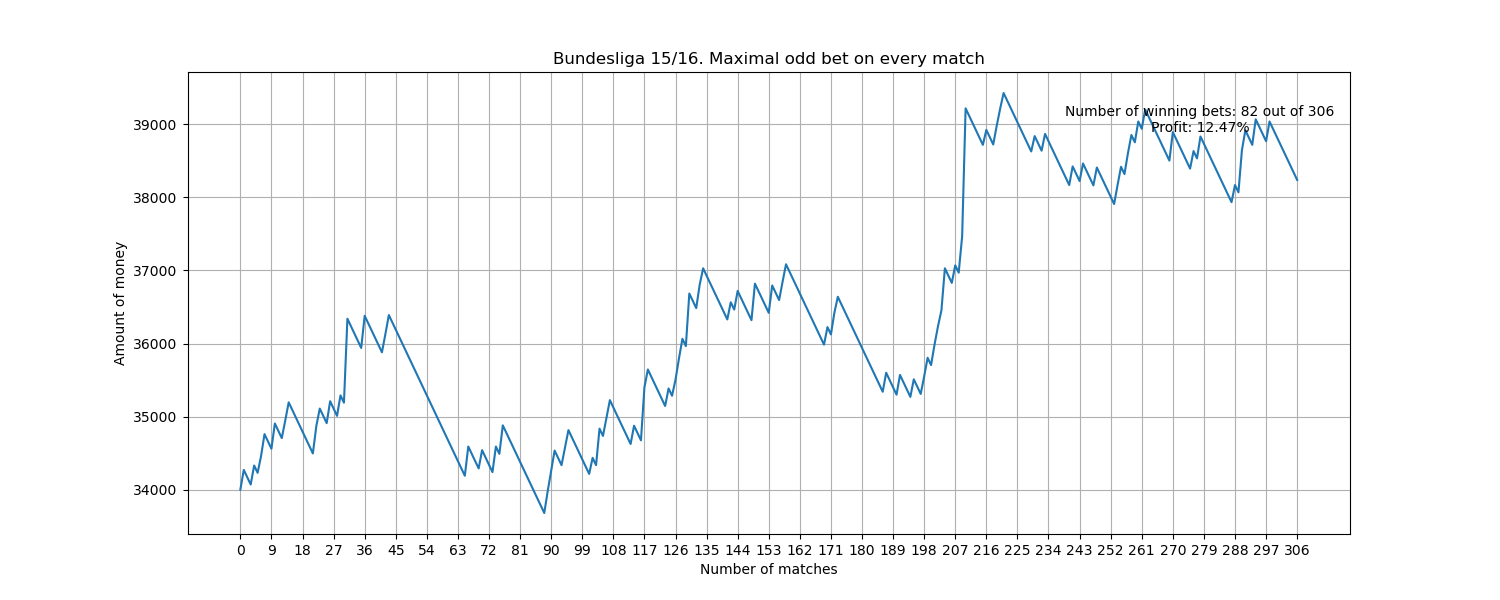 Bundesliga 15/16. Maximal odd bet on every match
Number of winning bets: 82 out of 306
Profit: 12.47%
39000
38000
37000
36000
35000
34000
Amount of money
0 9 18 27 36 45 54 63 72 81 90 99 108 117 126 135 144 153 162 171 180 189 198 207 216 225 234 243 252 261 270 279 288 297 306
Number of matches